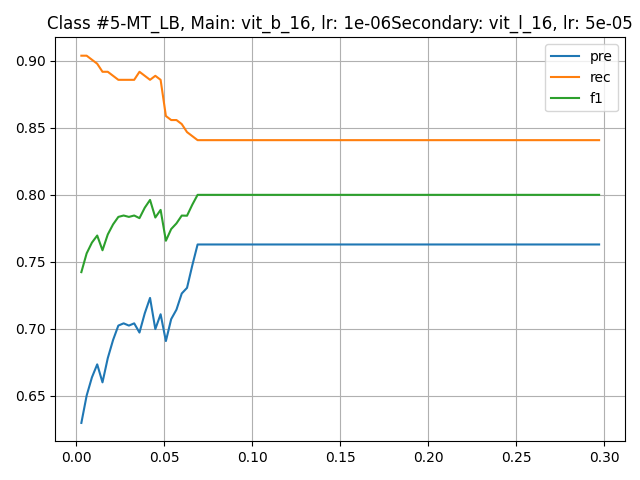 Class #5-MT_LB, Main: vit_b_16, lr: 1e-06Secondary: vit_l_16, lr: 5e-05
pre
rec
f1
0.90
0.85
0.80
0.75
0.70
0.65
0.00 0.05 0.10 0.15 0.20 0.25 0.30